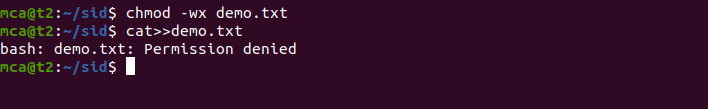 mca@t2:~/sid$ chmod -wx demo.txt
mca@t2:~/sid$ cat>>demo.txt
bash: demo.txt: Permission denied
mca@t2:~/sid$